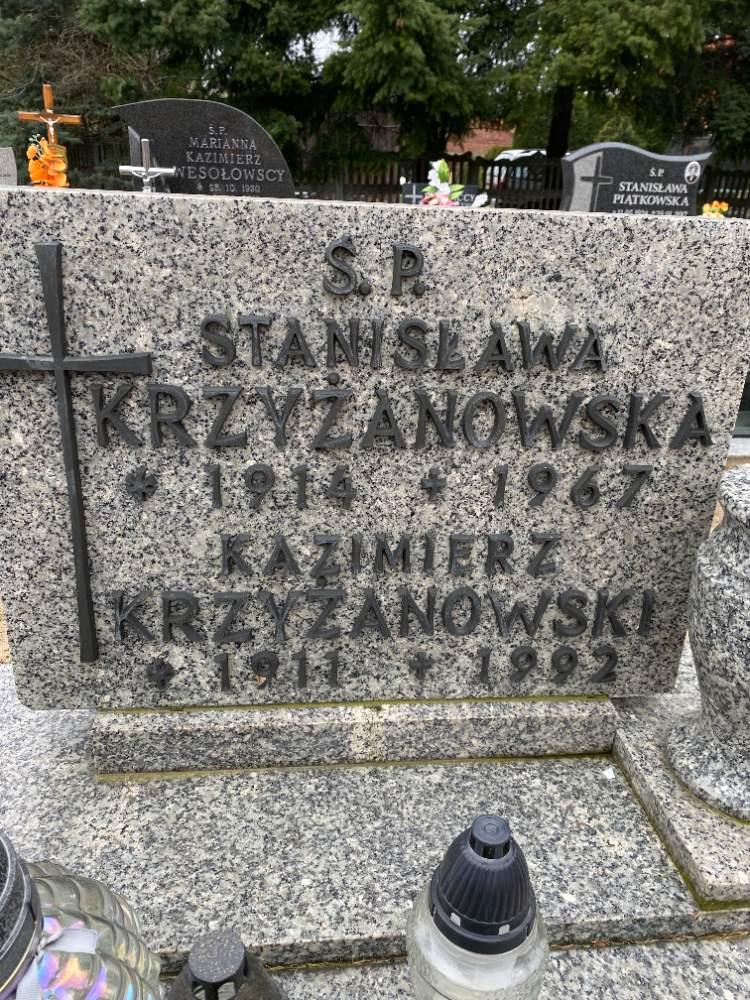 Ś.P.
MARIANNA
KAZIMIERZ
WESOŁOWSCY
Ś.P.
STANISŁAWA
PIĄTKOWSKA
Ś. P.
STANISŁAWA
KRZYŻANOWSKA
* 1914 + 1967
KAZIMIERZ
KRZYŻANOWSKI
* 1911 + 1992